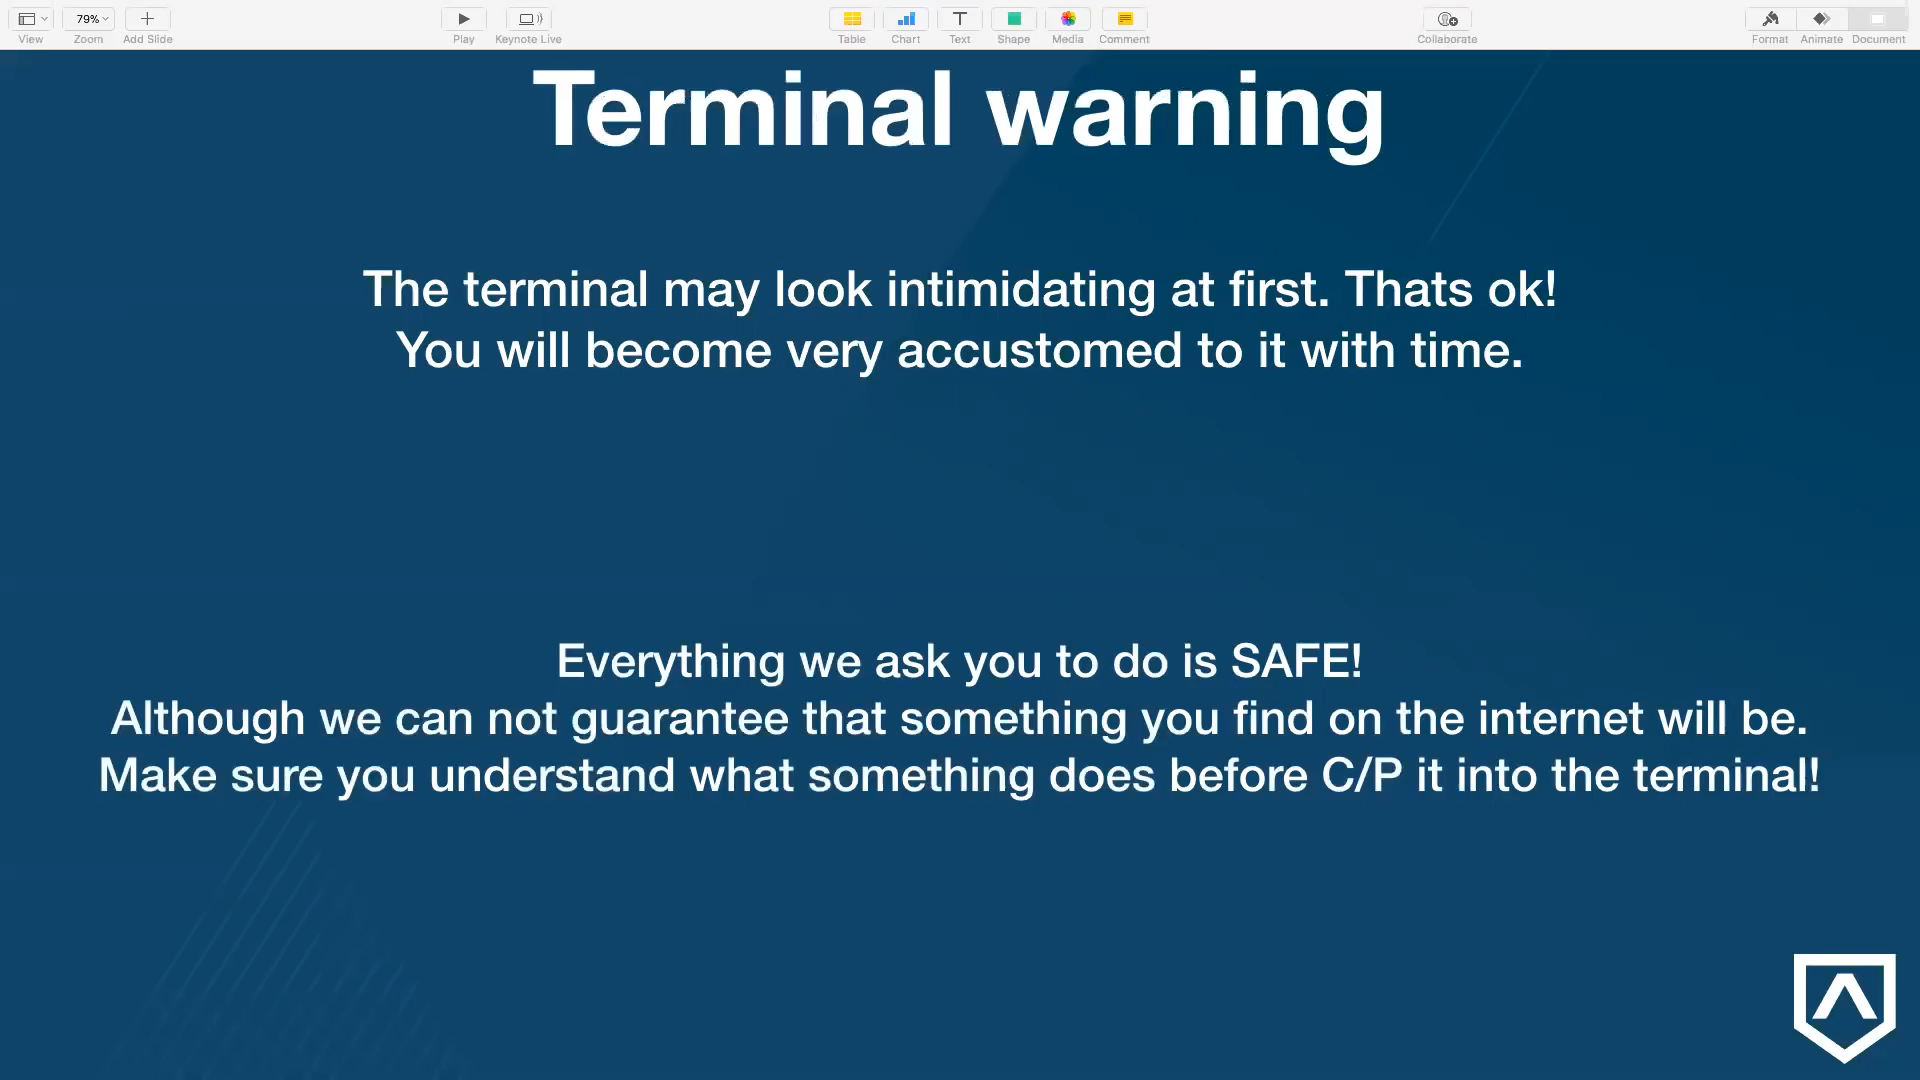 79%
View
Zoom
Add Slide
Play
Keynote Live
Table
Chart
Text
Shape
Media
Comment
Collaborate
Format
Animate
Document
Terminal warning
The terminal may look intimidating at first. Thats ok!
You will become very accustomed to it with time.
Everything we ask you to do is SAFE!
Although we can not guarantee that something you find on the internet will be.
Make sure you understand what something does before C/P it into the terminal!